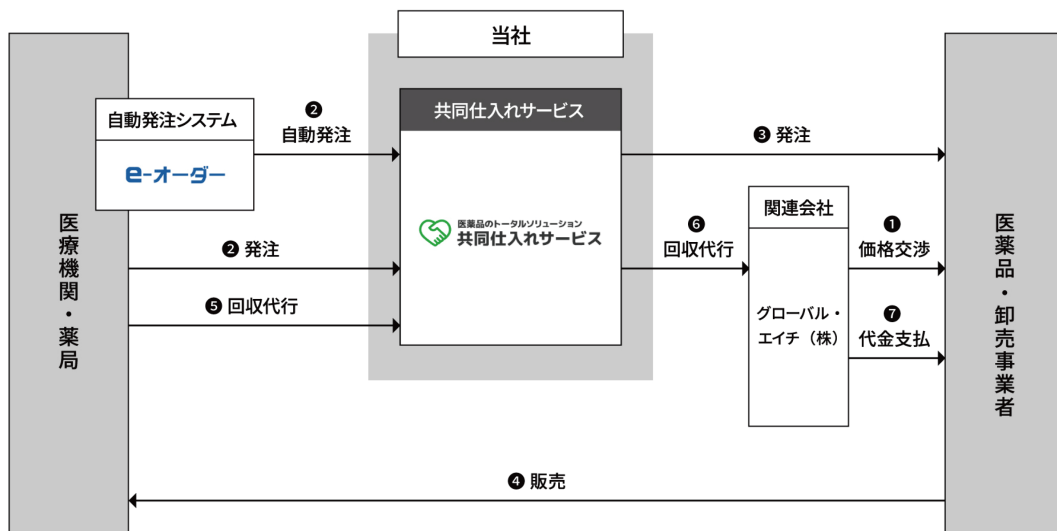 当社
自動発注システム
e-オーダー
❷
自動発注
共同仕入れサービス
医薬品のトータルソリューション
共同仕入れサービス
❸ 発注
医療機関・薬局
❷ 発注
❺ 回収代行
❻
回収代行
関連会社
グローバル・
エイチ（株）
❶
価格交渉
❼
代金支払
医薬品・卸売事業者
❹ 販売